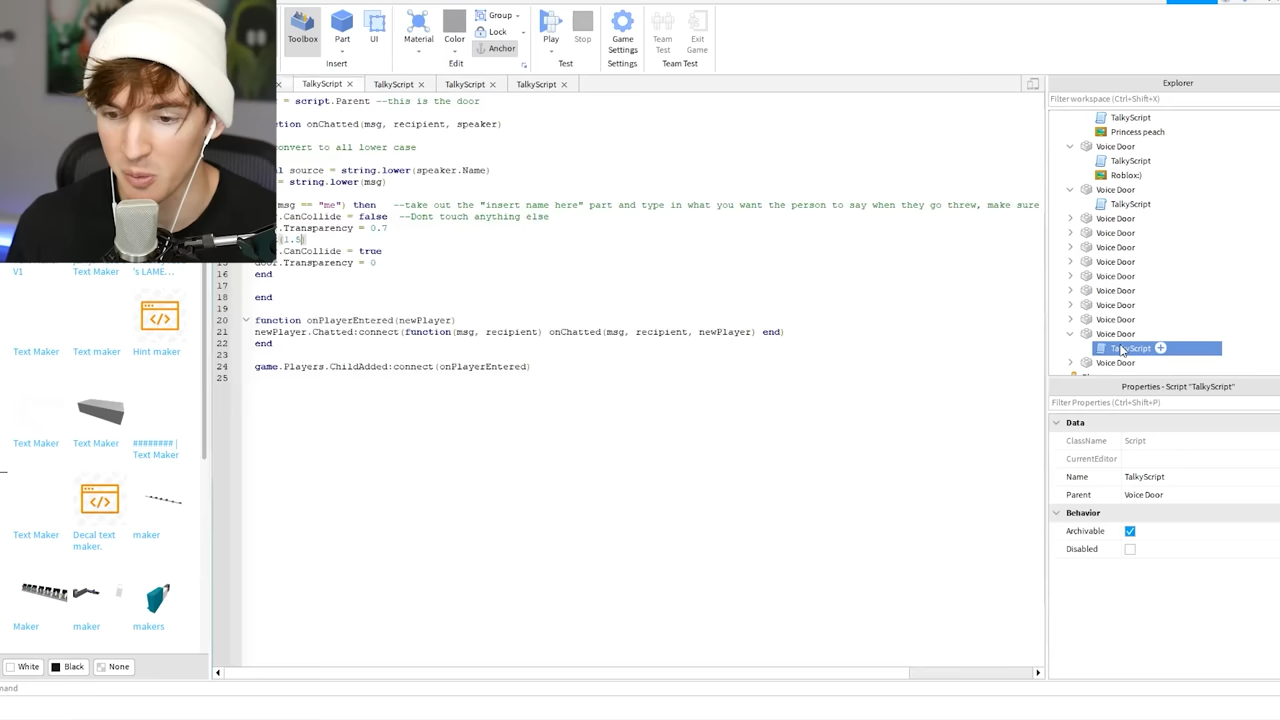 Toolbox
Part
UI
Insert
Material
Color
Group
Lock
Anchor
Edit
Play
Stop
Test
Game Settings
Settings
Team Test
Exit Game
Team Test
TalkyScript
TalkyScript
TalkyScript
TalkyScript
= script.Parent --this is the door
onChatted(msg, recipient, speaker)
to all lower case
source = string.lower(speaker.Name)
= string.lower(msg)
msg == "me") then --take out the "insert name here" part and type in what you want the person to say when they go threw, make sure
.CanCollide = false --Dont touch anything else
.Transparency = 0.7
(1.5)
.CanCollide = true
door.Transparency = 0
16 end
17
18 end
19
20 function onPlayerEntered(newPlayer)
21 newPlayer.Chatted:connect(function(msg, recipient) onChatted(msg, recipient, newPlayer) end)
22 end
23
24 game.Players.ChildAdded:connect(onPlayerEntered)
25
V1
Text Maker
's LAME...
Text Maker
Text maker
Hint maker
Text Maker
Text Maker
######## | Text Maker
Text Maker
Decal text maker.
maker
Maker
maker
makers
White
Black
None
mand
Explorer
Filter workspace (Ctrl+Shift+X)
TalkyScript
Princess peach
Voice Door
TalkyScript
Roblox:)
Voice Door
TalkyScript
Voice Door
Voice Door
Voice Door
Voice Door
Voice Door
Voice Door
Voice Door
Voice Door
Voice Door
TalkyScript
Voice Door
Properties - Script "TalkyScript"
Filter Properties (Ctrl+Shift+P)
Data
ClassName Script
CurrentEditor
Name TalkyScript
Parent Voice Door
Behavior
Archivable
Disabled